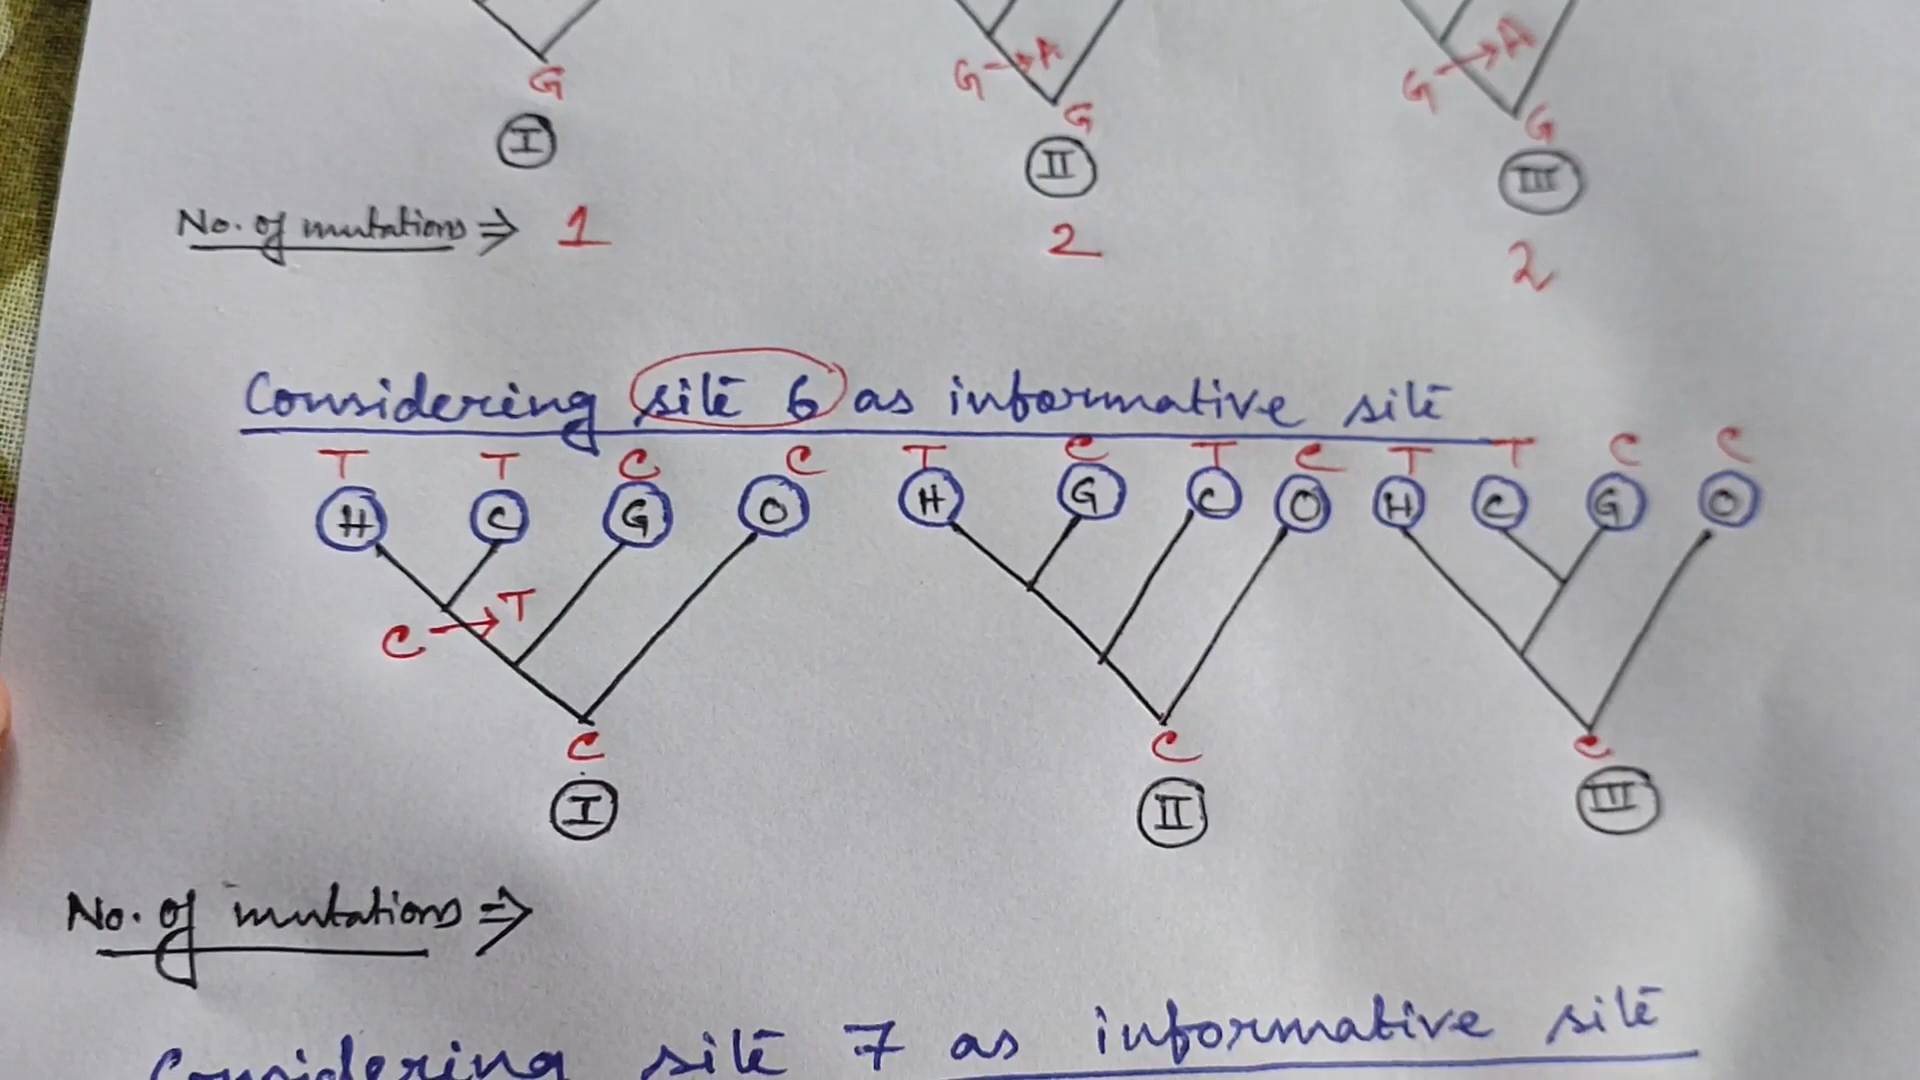 G→A G→A
G G G
I II III
No. of mutations ⇒ 1 2 2
Considering site 6 as informative site
T T C C T C T C T T C C
H C G O H G C O H C G O
C→T
C C C
I II III
No. of mutations ⇒
Considering site 7 as informative site